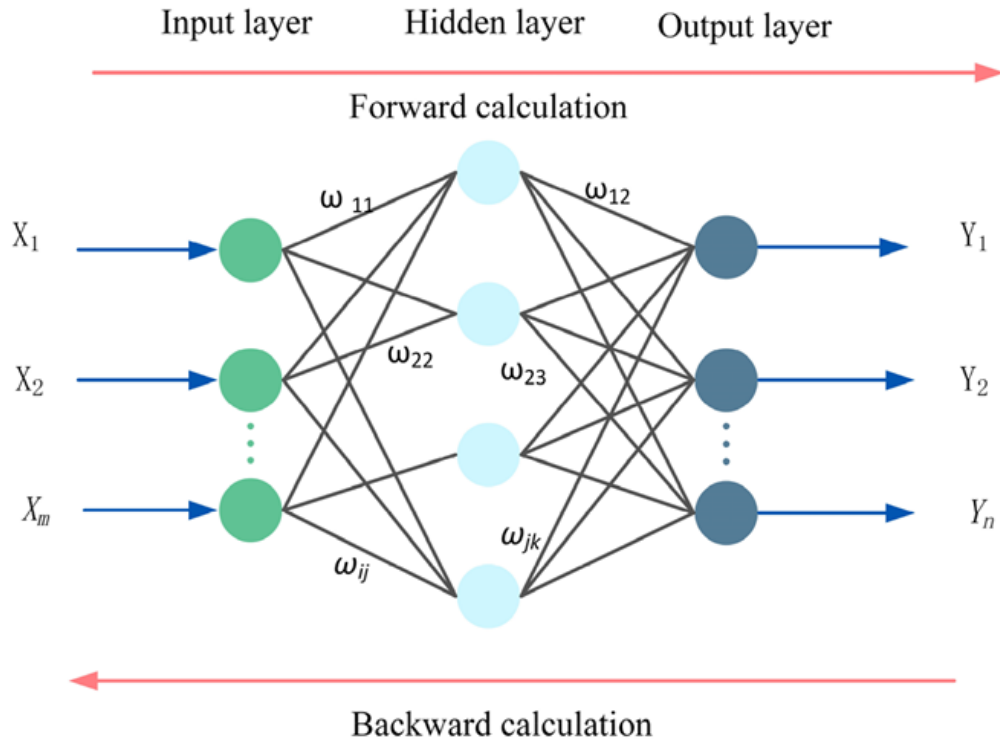 Input layer
Hidden layer
Output layer
Forward calculation
ω 11
ω12
X1
Y1
ω22
ω23
X2
Y2
Xm
Yn
ωij
ωjk
Backward calculation